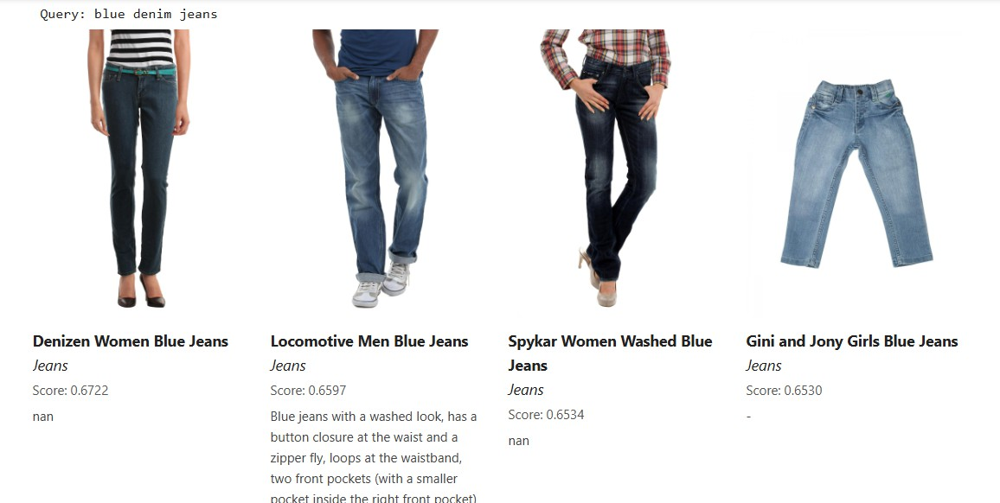 Query: blue denim jeans
Denizen Women Blue Jeans
Jeans
Score: 0.6722
nan
Locomotive Men Blue Jeans
Jeans
Score: 0.6597
Blue jeans with a washed look, has a
button closure at the waist and a
zipper fly, loops at the waistband,
two front pockets (with a smaller
pocket inside the right front pocket)
Spykar Women Washed Blue
Jeans
Jeans
Score: 0.6534
nan
Gini and Jony Girls Blue Jeans
Jeans
Score: 0.6530
-